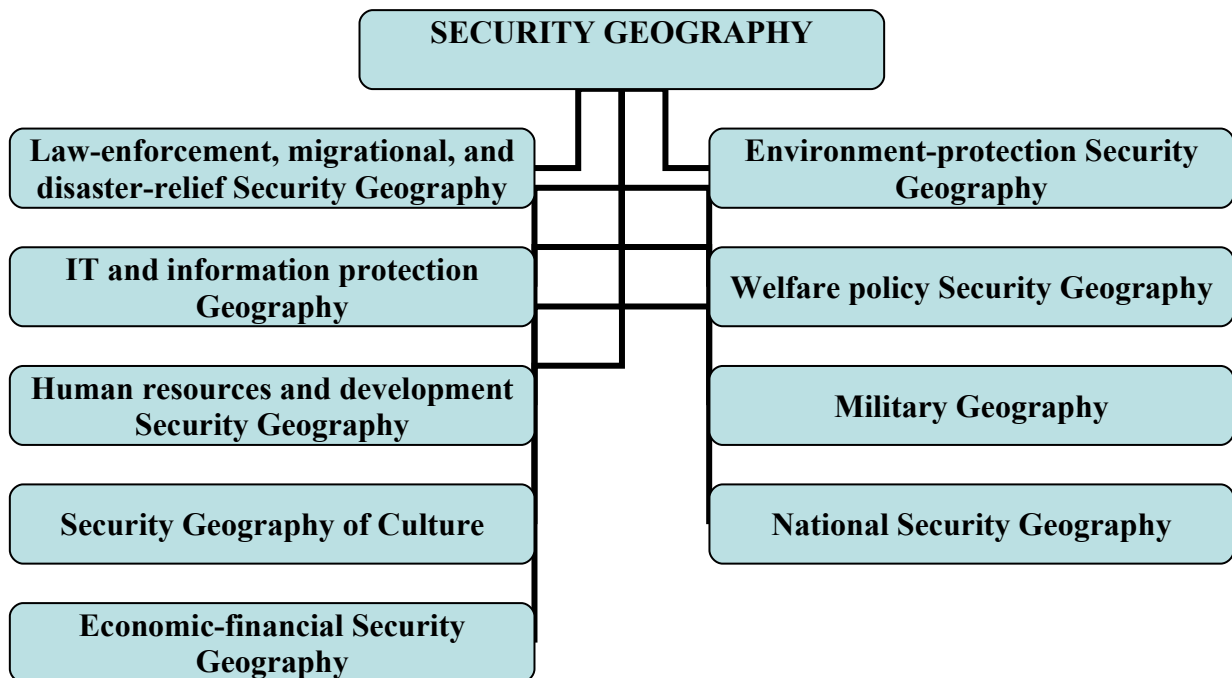 SECURITY GEOGRAPHY
Law-enforcement, migrational, and
disaster-relief Security Geography
IT and information protection
Geography
Human resources and development
Security Geography
Security Geography of Culture
Economic-financial Security
Geography
Environment-protection Security
Geography
Welfare policy Security Geography
Military Geography
National Security Geography